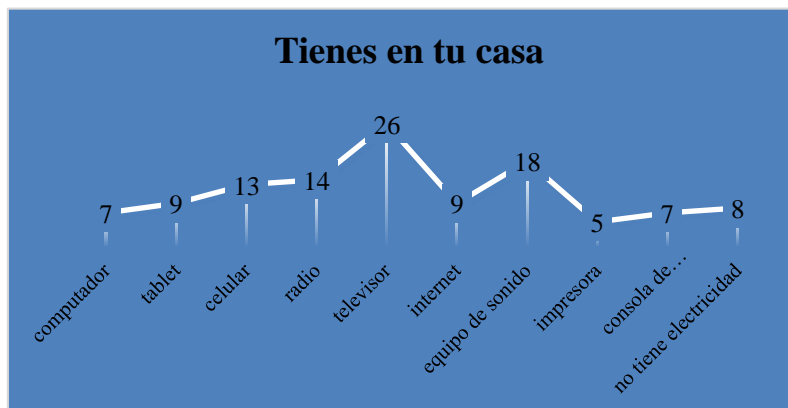 Tienes en tu casa
7
9
13
14
26
9
18
5
7
8
computador
tablet
celular
radio
televisor
internet
equipo de sonido
impresora
consola de…
no tiene electricidad